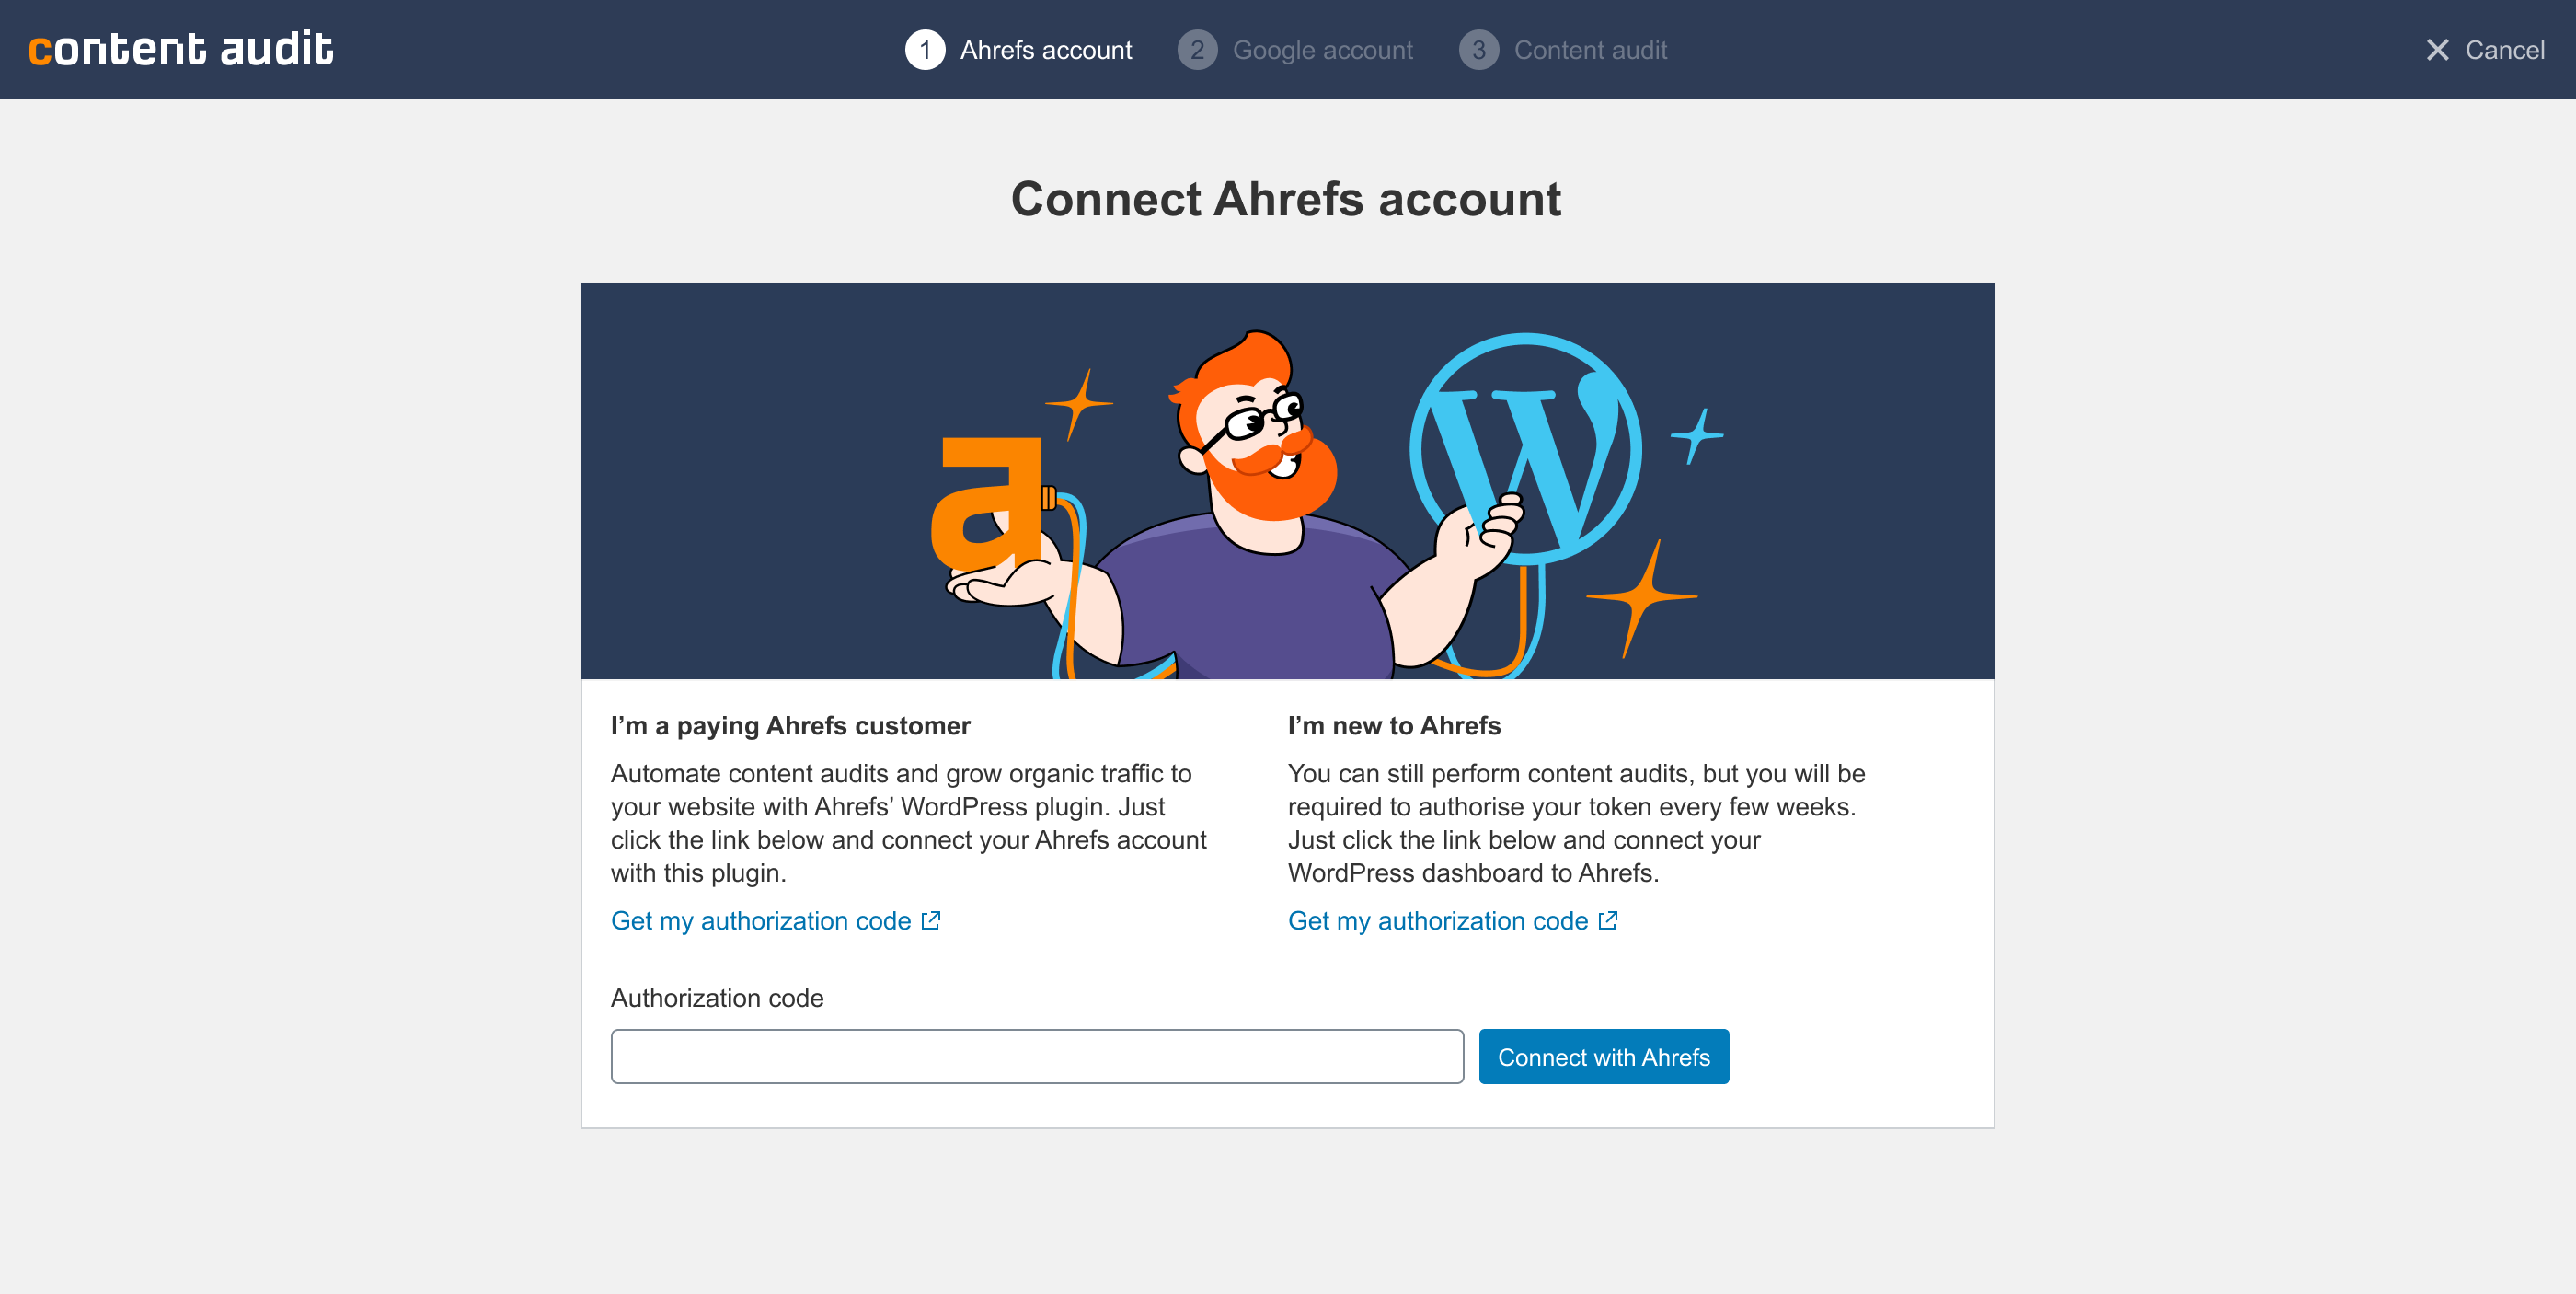 content audit
1 Ahrefs account 2 Google account 3 Content audit
Cancel
Connect Ahrefs account
a
W
I’m a paying Ahrefs customer
Automate content audits and grow organic traffic to
your website with Ahrefs’ WordPress plugin. Just
click the link below and connect your Ahrefs account
with this plugin.
Get my authorization code
I’m new to Ahrefs
You can still perform content audits, but you will be
required to authorise your token every few weeks.
Just click the link below and connect your
WordPress dashboard to Ahrefs.
Get my authorization code
Authorization code
Connect with Ahrefs